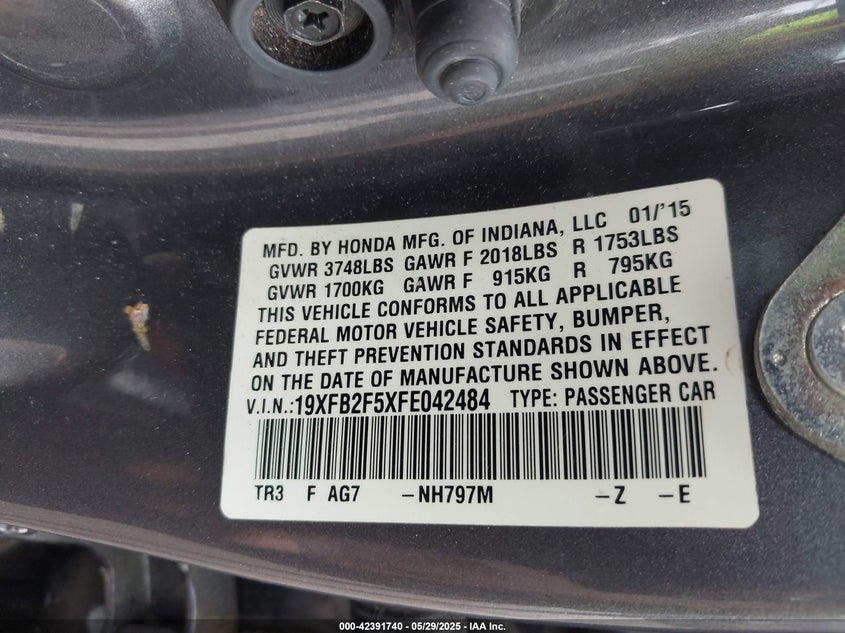 MFD. BY HONDA MFG. OF INDIANA, LLC 01/'15
GVWR 3748LBS GAWR F 2018LBS R 1753LBS
GVWR 1700KG GAWR F 915KG R 795KG
THIS VEHICLE CONFORMS TO ALL APPLICABLE
FEDERAL MOTOR VEHICLE SAFETY, BUMPER,
AND THEFT PREVENTION STANDARDS IN EFFECT
ON THE DATE OF MANUFACTURE SHOWN ABOVE.
V.I.N.:19XFB2F5XFE042484 TYPE: PASSENGER CAR
TR3 F AG7 -NH797M -Z -E
000-42391740 - 05/29/2025 - IAA Inc.